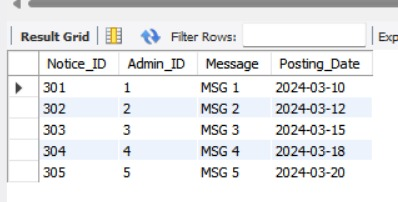 Result Grid Filter Rows: Exp
Notice_ID Admin_ID Message Posting_Date
301 1 MSG 1 2024-03-10
302 2 MSG 2 2024-03-12
303 3 MSG 3 2024-03-15
304 4 MSG 4 2024-03-18
305 5 MSG 5 2024-03-20